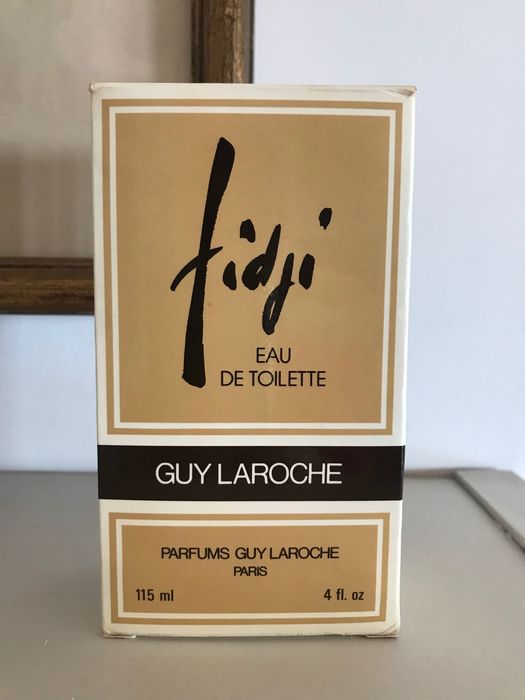 fidji
EAU
DE TOILETTE
GUY LAROCHE
PARFUMS GUY LAROCHE
PARIS
115 ml 4 fl. oz